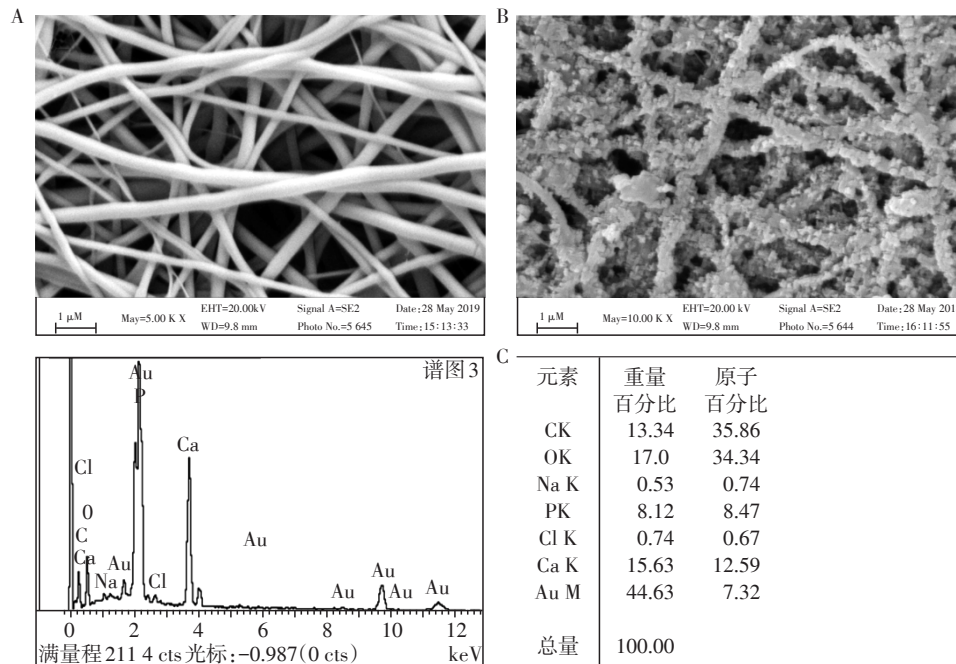 A
B
1 μM
May=5.00 K X
EHT=20.00kV
WD=9.8 mm
Signal A=SE2
Photo No.=5 645
Date:28 May 2019
Time:15:13:33
1 μM
May=10.00 K X
EHT=20.00 kV
WD=9.8 mm
Signal A=SE2
Photo No.=5 644
Date:28 May 201
Time:16:11:55
谱图3
Au
P
Ca
Cl
O
C
Ca
Na
Au
Cl
Au
Au
Au
Au
Au
0 2 4 6 8 10 12
满量程211 4 cts光标:-0.987(0 cts) keV
C
元素 重量百分比 原子百分比
CK 13.34 35.86
OK 17.0 34.34
Na K 0.53 0.74
PK 8.12 8.47
Cl K 0.74 0.67
Ca K 15.63 12.59
Au M 44.63 7.32
总量 100.00